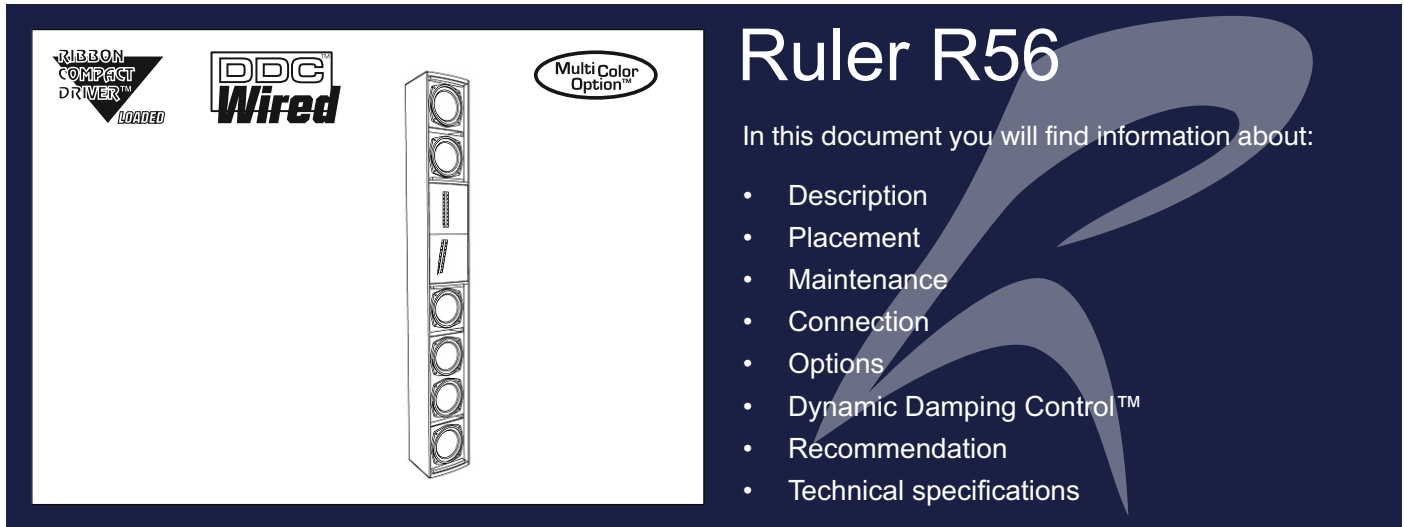 RIBBON
COMPACT
DRIVER™
LOADED
DDC™
Wired
Multi Color
Option™
Ruler R56
In this document you will find information about:
• Description
• Placement
• Maintenance
• Connection
• Options
• Dynamic Damping Control™
• Recommendation
• Technical specifications